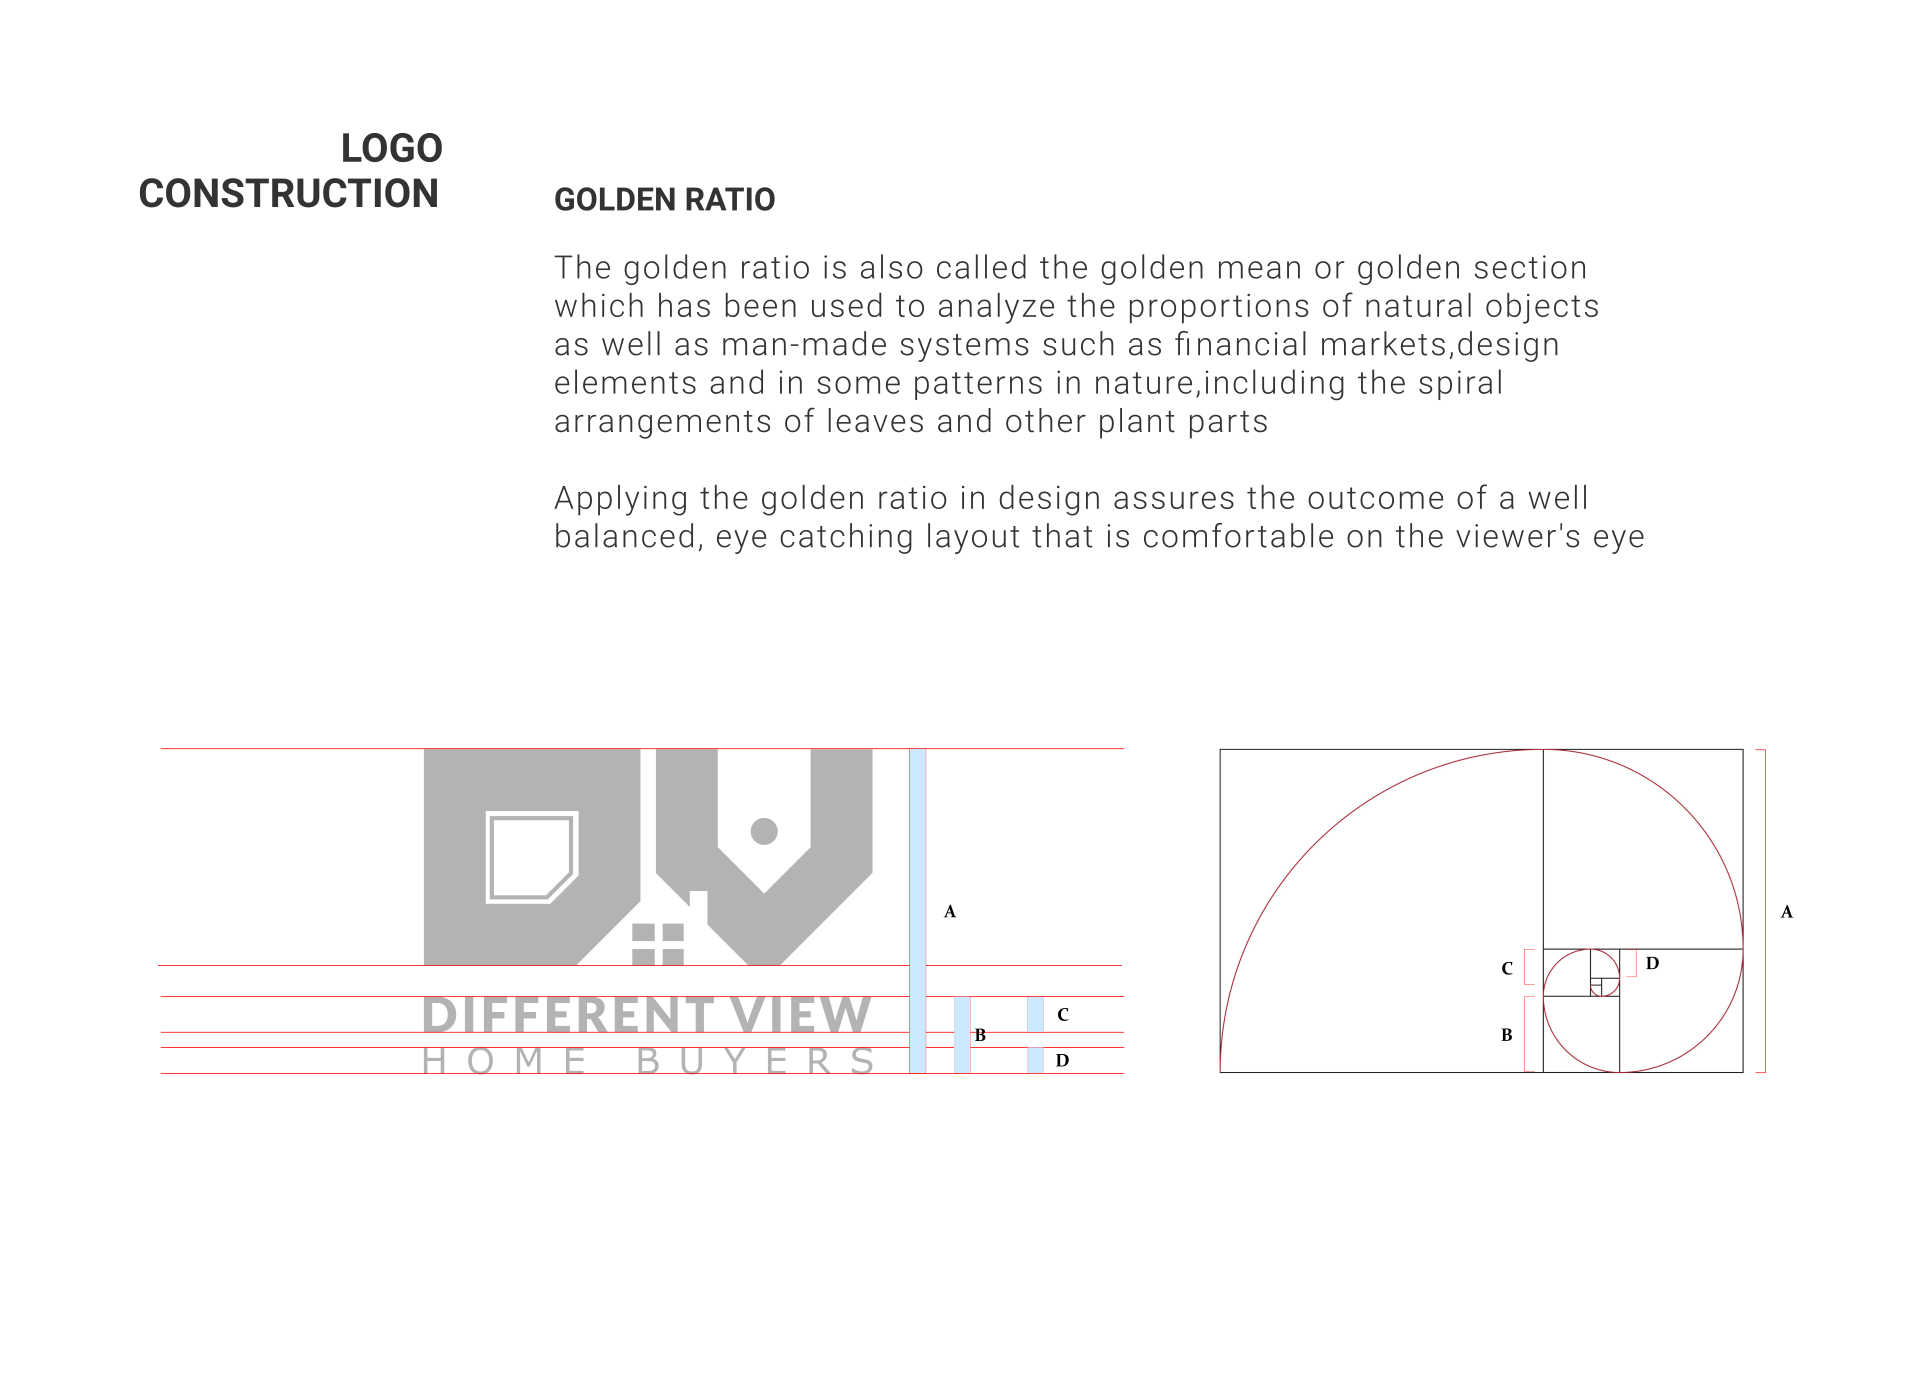 LOGO
CONSTRUCTION
GOLDEN RATIO
The golden ratio is also called the golden mean or golden section
which has been used to analyze the proportions of natural objects
as well as man-made systems such as financial markets,design
elements and in some patterns in nature,including the spiral
arrangements of leaves and other plant parts
Applying the golden ratio in design assures the outcome of a well
balanced, eye catching layout that is comfortable on the viewer's eye
DV
DIFFERENT VIEW
HOME BUYERS
A
B
C
D
A
C
D
B